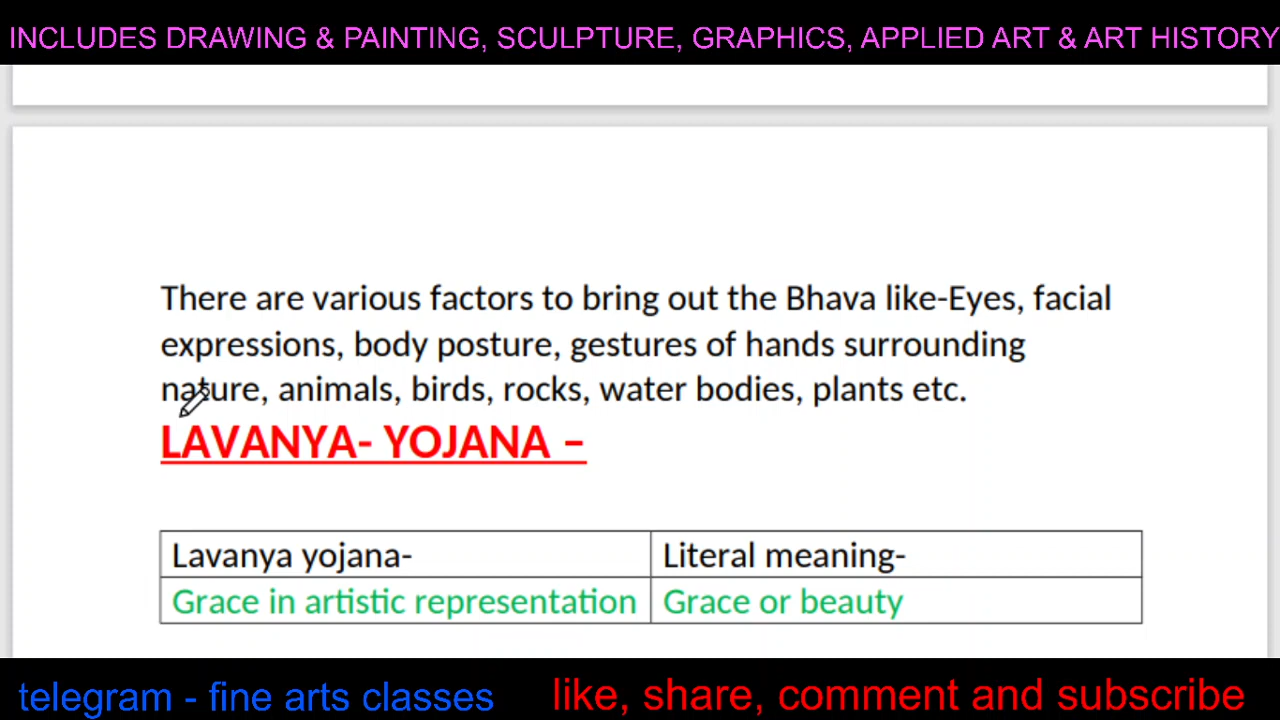 INCLUDES DRAWING & PAINTING, SCULPTURE, GRAPHICS, APPLIED ART & ART HISTORY
There are various factors to bring out the Bhava like-Eyes, facial
expressions, body posture, gestures of hands surrounding
nature, animals, birds, rocks, water bodies, plants etc.
LAVANYA- YOJANA –
Lavanya yojana- Literal meaning-
Grace in artistic representation Grace or beauty
telegram - fine arts classes like, share, comment and subscribe